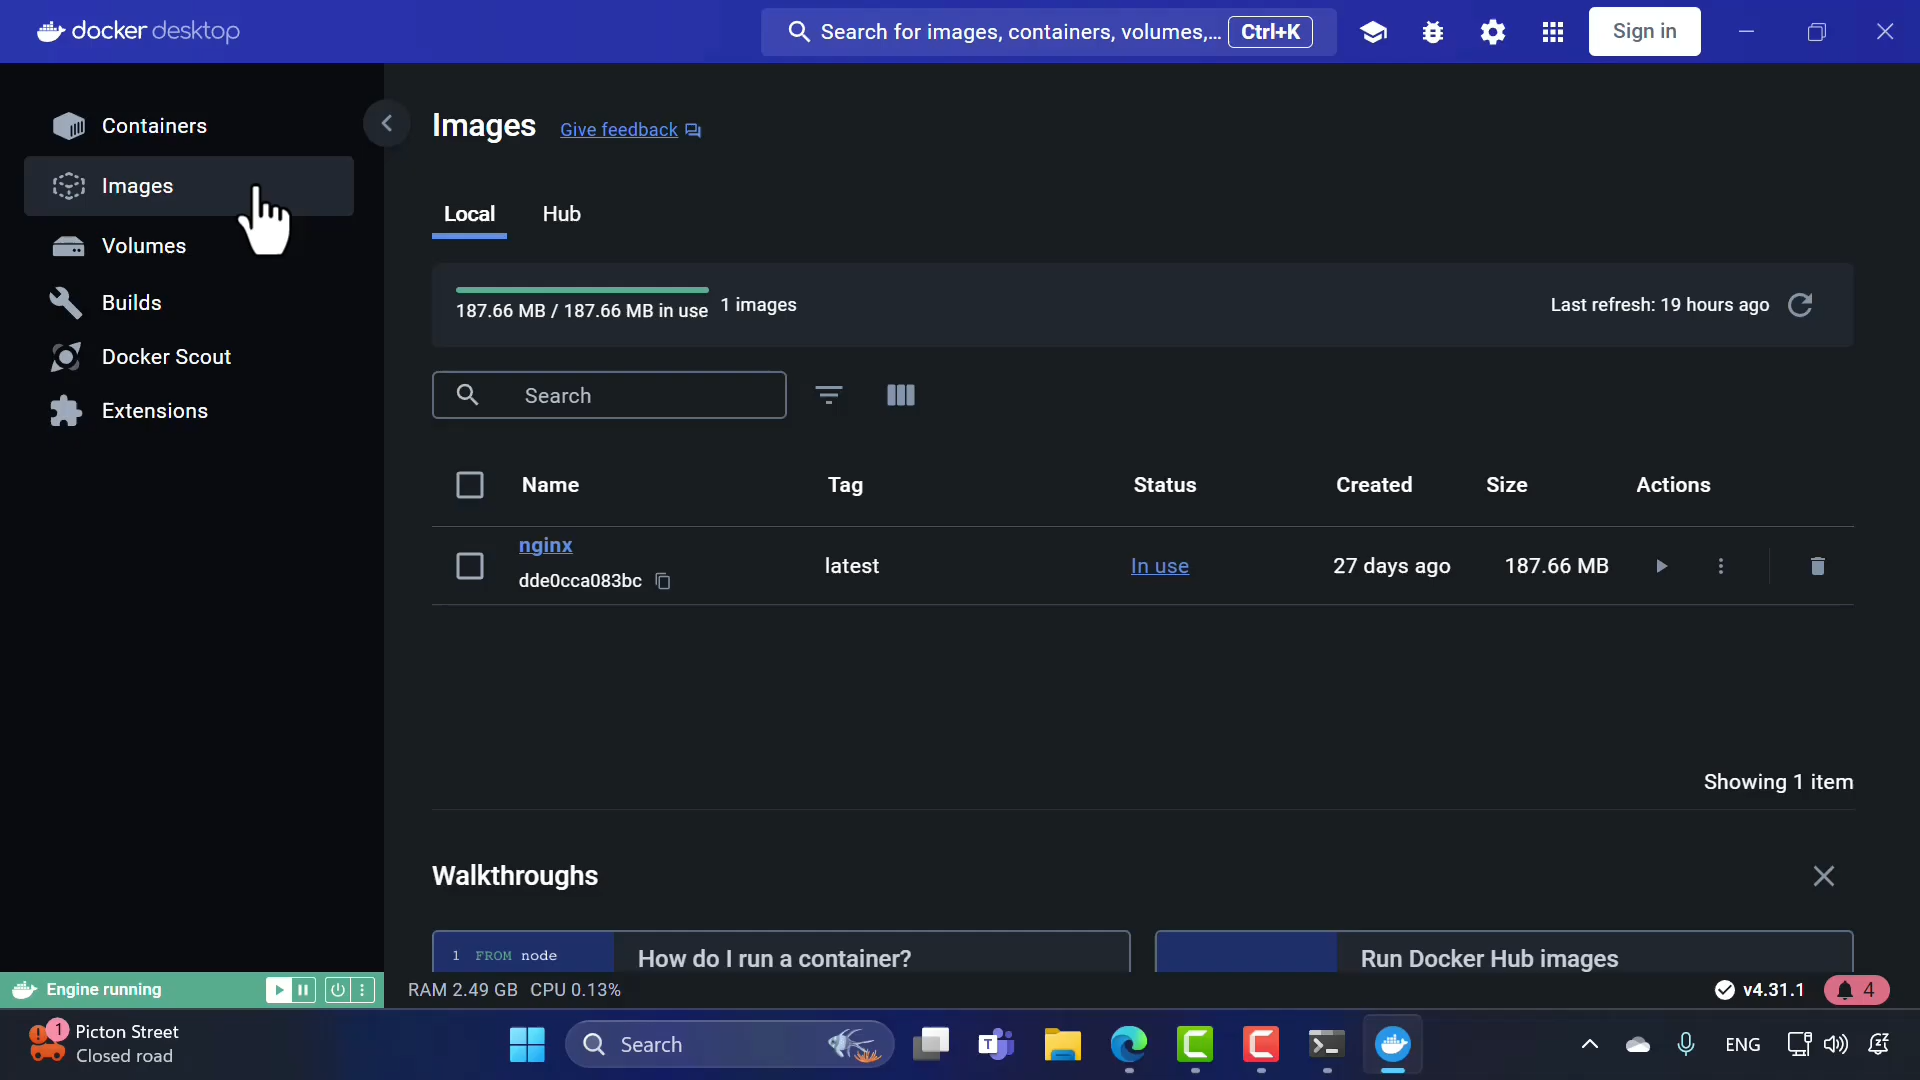 docker desktop
Search for images, containers, volumes,... Ctrl+K
Sign in
Containers
Images
Volumes
Builds
Docker Scout
Extensions
Images Give feedback
Local Hub
187.66 MB / 187.66 MB in use 1 images
Last refresh: 19 hours ago
Search
Name Tag Status Created Size Actions
nginx
dde0cca083bc latest In use 27 days ago 187.66 MB
Showing 1 item
Walkthroughs
1 FROM node
How do I run a container?
Run Docker Hub images
Engine running
RAM 2.49 GB CPU 0.13%
v4.31.1 4
1 Picton Street
Closed road
Search
T
ENG